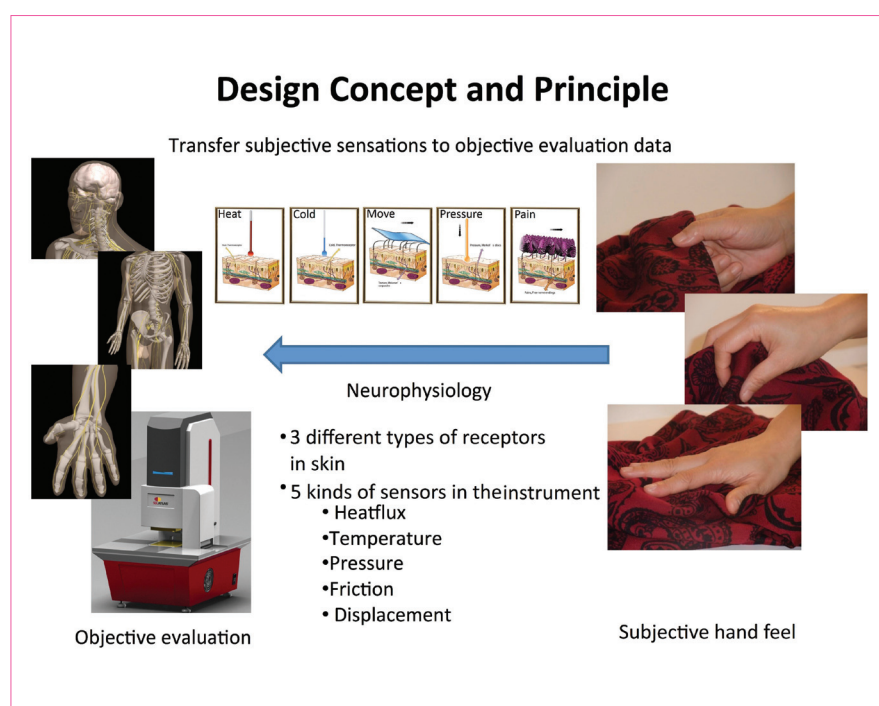 Design Concept and Principle
Transfer subjective sensations to objective evaluation data
Heat
Cold
Move
Pressure
Pain
Neurophysiology
• 3 different types of receptors
in skin
• 5 kinds of sensors in theinstrument
• Heatflux
•Temperature
•Pressure
•Friction
• Displacement
Objective evaluation
Subjective hand feel